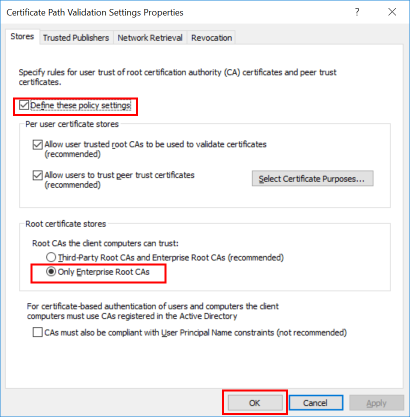 Certificate Path Validation Settings Properties
? ×
Stores Trusted Publishers Network Retrieval Revocation
Specify rules for user trust of root certification authority (CA) certificates and peer trust
certificates.
Define these policy settings
Per user certificate stores
Allow user trusted root CAs to be used to validate certificates
(recommended)
Allow users to trust peer trust certificates
(recommended)
Select Certificate Purposes...
Root certificate stores
Root CAs the client computers can trust:
Third-Party Root CAs and Enterprise Root CAs (recommended)
Only Enterprise Root CAs
For certificate-based authentication of users and computers the client
computers must use CAs registered in the Active Directory
CAs must also be compliant with User Principal Name constraints (not recommended)
OK Cancel Apply